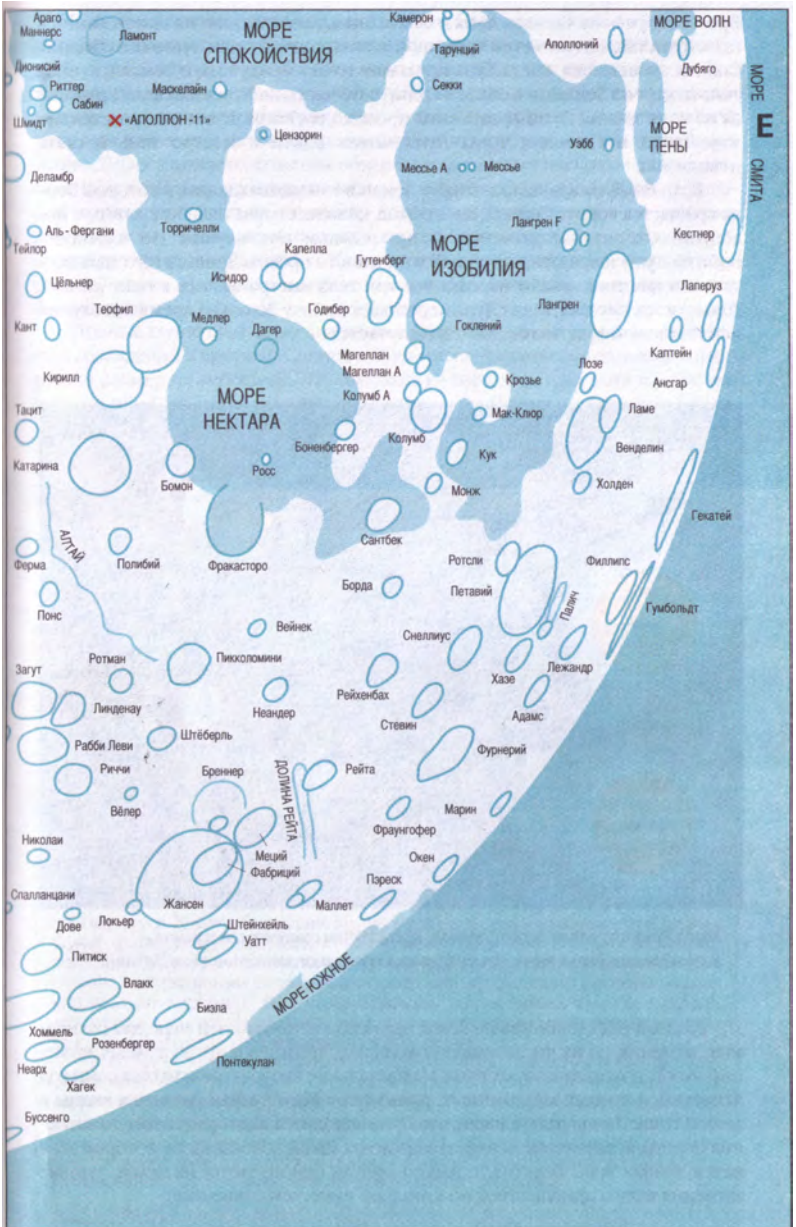 Араго
Маннерс
Ламонт
МОРЕ
СПОКОЙСТВИЯ
Камерон
Тарунций
Аполлоний
МОРЕ ВОЛН
Дубяго
Дионисий
Риттер
Сабин
Маскелайн
Секки
Шмидт
«АПОЛЛОН -11»
Цензорин
МОРЕ
СМИТА
E
МОРЕ
ПЕНЫ
Уэбб
Мессье А
Мессье
Деламбр
Аль - Фергани
Торричелли
Лангрен F
Кестнер
Тейлор
Капелла
Гутенберг
МОРЕ
ИЗОБИЛИЯ
Исидор
Цёльнер
Лаперуз
Теофил
Медлер
Годибер
Лангрен
Кант
Дагер
Гоклений
Магеллан
Магеллан А
Лозе
Каптейн
Кирилл
Колумб А
Крозье
Ансгар
МОРЕ
НЕКТАРА
Тацит
Мак-Клюр
Ламе
Колумб
Боненбергер
Венделин
Катарина
Росс
Кук
Бомон
Монж
Холден
Гекатей
Сантбек
АЛТАЙ
Ферма
Полибий
Фракасторо
Ротсли
Филлипс
Борда
Петавий
Палич
Гумбольдт
Понс
Вейнек
Снеллиус
Ротман
Пикколомини
Загут
Лежандр
Хазе
Рейхенбах
Линденау
Неандер
Адамс
Стевин
Рабби Леви
Штёберль
Фурнерий
Риччи
Бреннер
ДОЛИНА РЕЙТА
Рейта
Вёлер
Марин
Фраунгофер
Николаи
Меций
Окен
Фабриций
Пэреск
Спалланцани
Жансен
Маллет
Дове
Локьер
Штейнхейль
Уатт
Питиск
МОРЕ ЮЖНОЕ
Влакк
Биэла
Хоммель
Розенбергер
Понтекулан
Неарх
Хагек
Буссенго